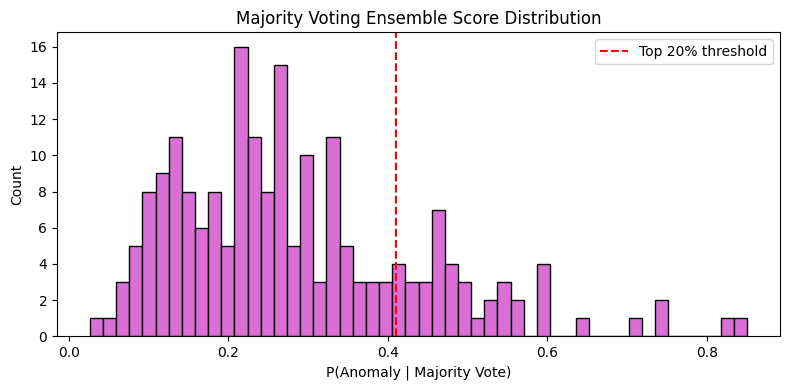 Majority Voting Ensemble Score Distribution
Top 20% threshold
Count
16
14
12
10
8
6
4
2
0
0.0 0.2 0.4 0.6 0.8
P(Anomaly | Majority Vote)